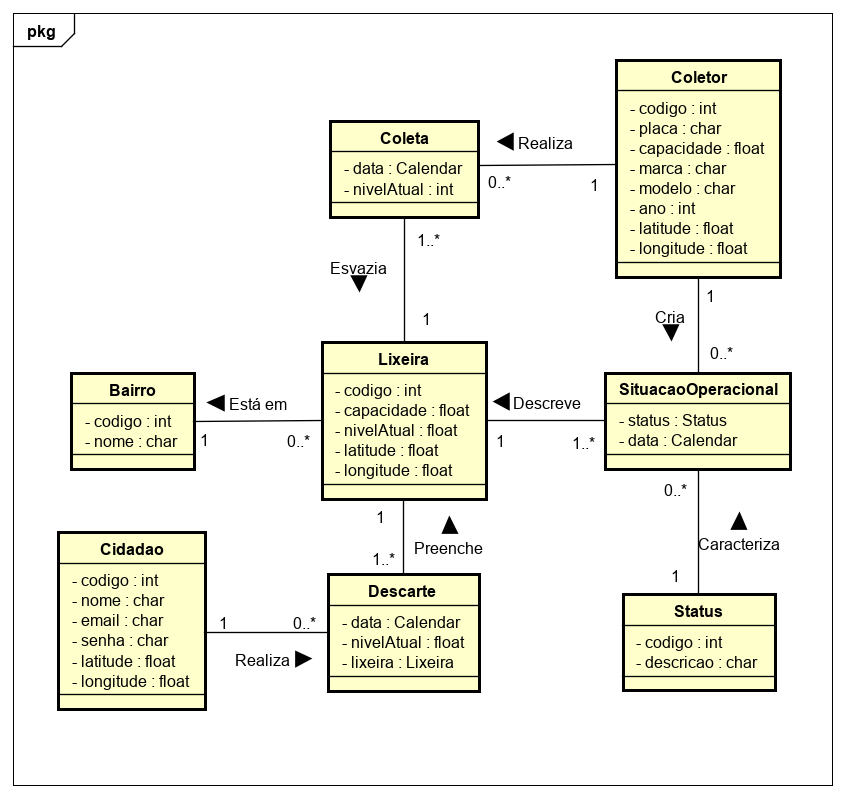 pkg
Coletor
- codigo : int
- placa : char
- capacidade : float
- marca : char
- modelo : char
- ano : int
- latitude : float
- longitude : float
Coleta
- data : Calendar
- nivelAtual : int
Realiza
0..*
1
1..*
Esvazia
1
1
Cria
0..*
Lixeira
- codigo : int
- capacidade : float
- nivelAtual : float
- latitude : float
- longitude : float
Bairro
- codigo : int
- nome : char
Está em
1
0..*
SituacaoOperacional
- status : Status
- data : Calendar
Descreve
1
1..*
0..*
Caracteriza
1
1
Preenche
1..*
Cidadao
- codigo : int
- nome : char
- email : char
- senha : char
- latitude : float
- longitude : float
1
0..*
Realiza
Descarte
- data : Calendar
- nivelAtual : float
- lixeira : Lixeira
Status
- codigo : int
- descricao : char